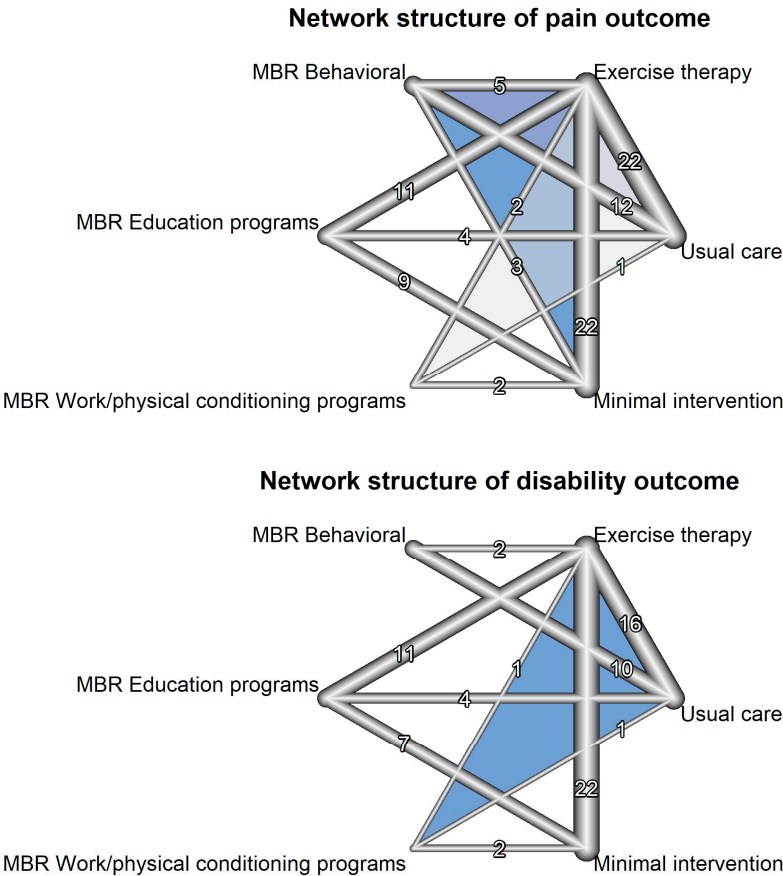 Network structure of pain outcome
MBR Behavioral
Exercise therapy
5
22
11
2
12
MBR Education programs
4
Usual care
3
1
9
22
2
MBR Work/physical conditioning programs
Minimal intervention
Network structure of disability outcome
MBR Behavioral
Exercise therapy
2
16
11
1
10
MBR Education programs
4
Usual care
1
7
22
2
MBR Work/physical conditioning programs
Minimal intervention